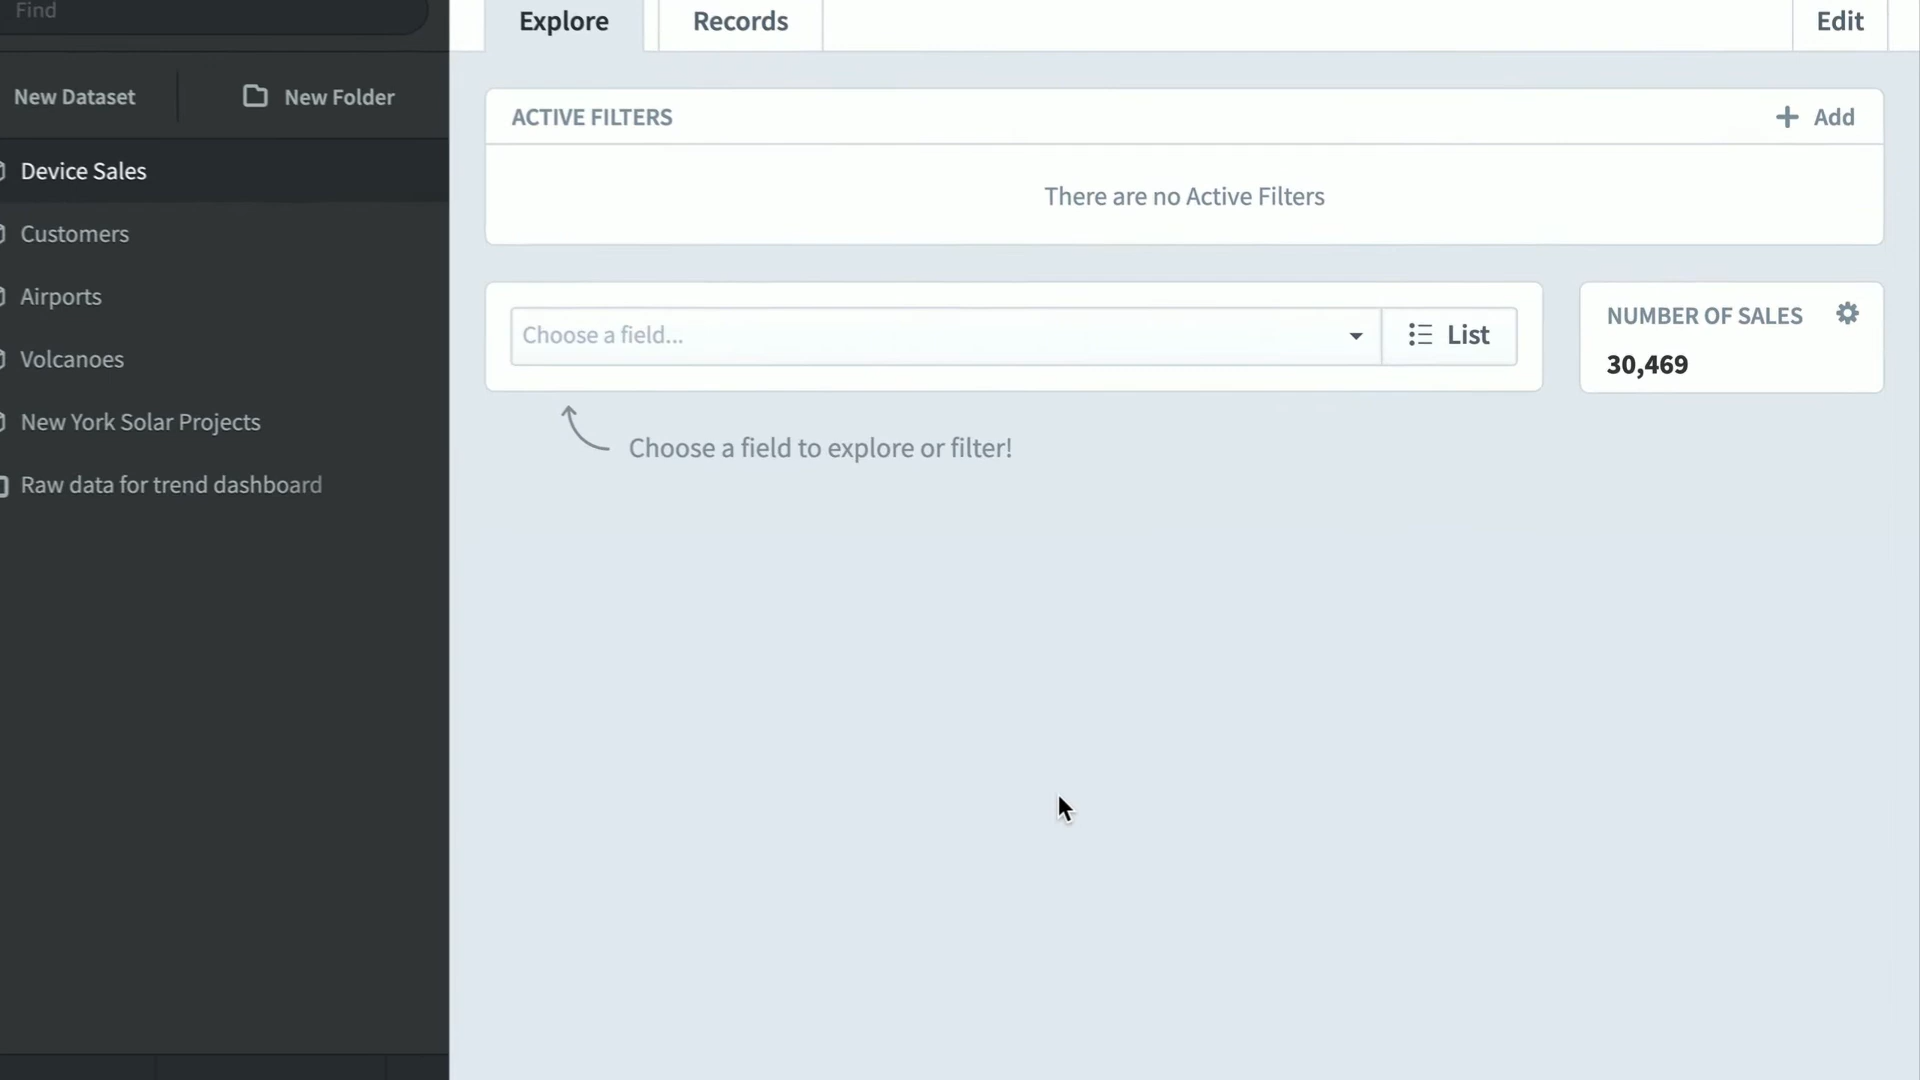 Find
New Dataset
New Folder
Device Sales
Customers
Airports
Volcanoes
New York Solar Projects
Raw data for trend dashboard
Explore
Records
Edit
ACTIVE FILTERS
Add
There are no Active Filters
Choose a field...
List
NUMBER OF SALES
30,469
Choose a field to explore or filter!